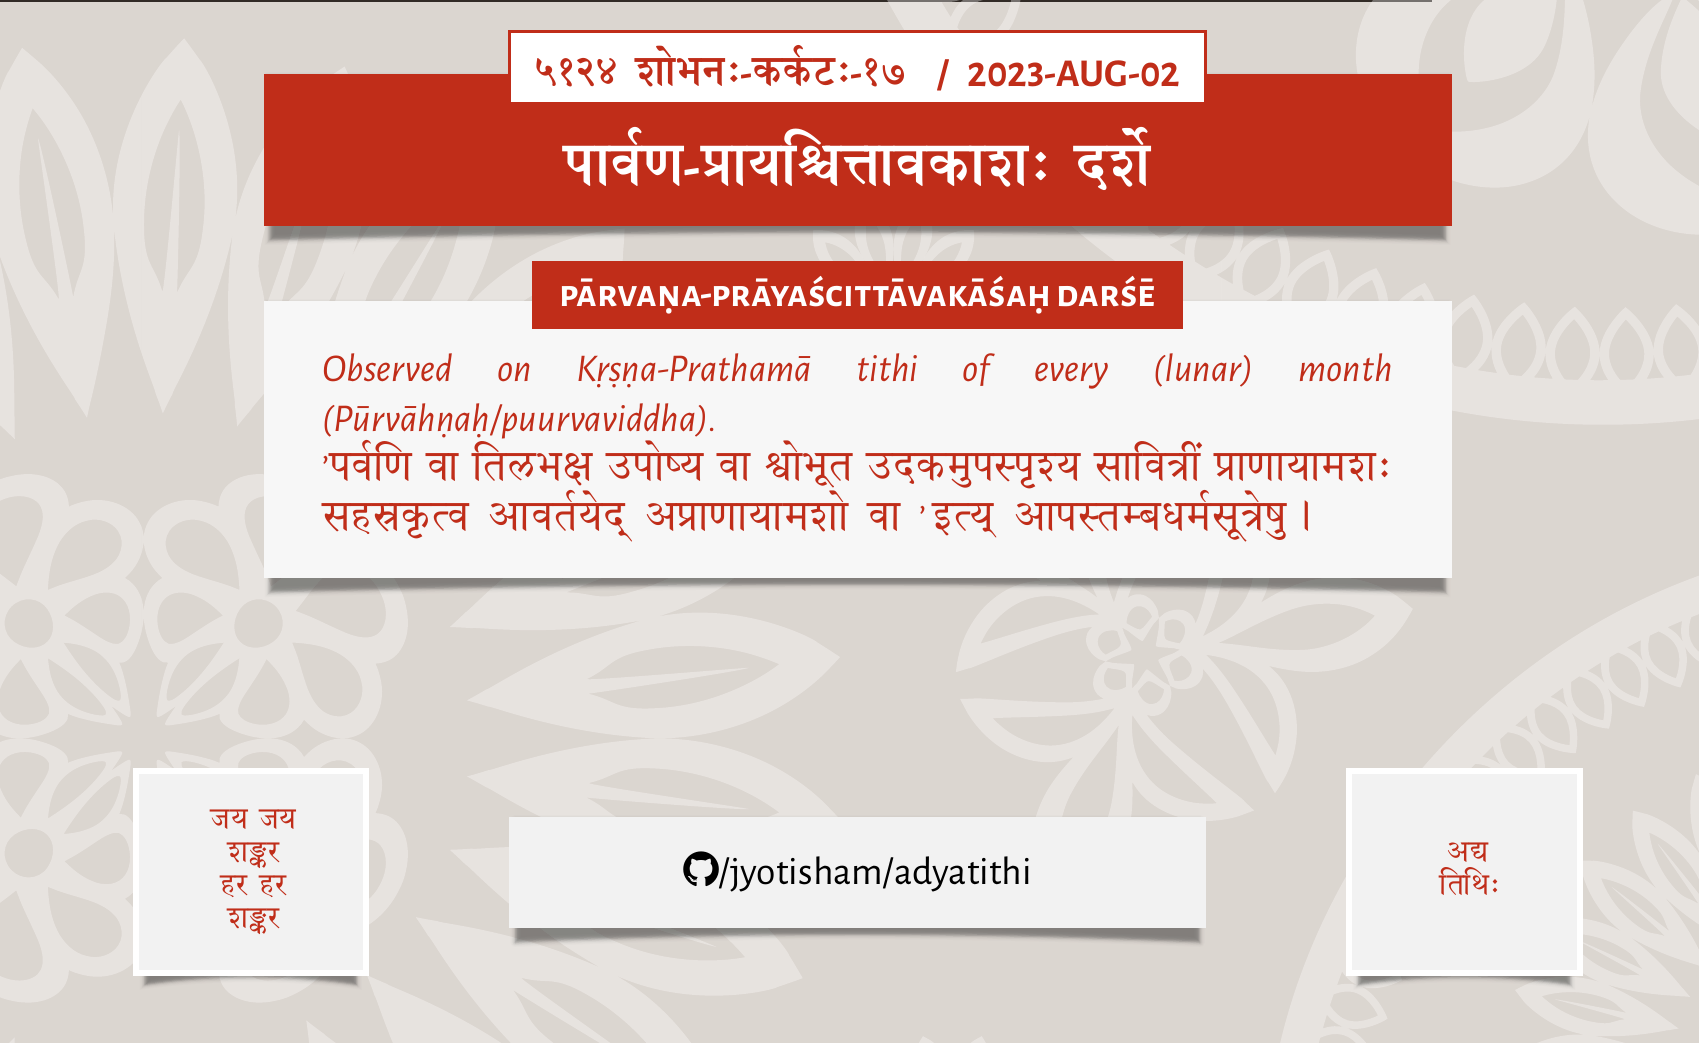 ५१२४ शोभनः-कर्कटः-१७ / 2023-AUG-02
पार्वण-प्रायश्चित्तावकाशः दर्शे
PĀRVAṆA-PRĀYAŚCITTĀVAKĀŚAḤ DARŚĒ
Observed on Kṛṣṇa-Prathamā tithi of every (lunar) month
(Pūrvāhṇaḥ/puurvaviddha).
’पर्वणि वा तिलभक्ष उपोष्य वा श्वोभूत उदकमुपस्पृश्य सावित्रीं प्राणायामशः
सहस्रकृत्व आवर्तयेद् अप्राणायामशो वा ’इत्य् आपस्तम्बधर्मसूत्रेषु ।
जय जय
शङ्कर
हर हर
शङ्कर
/jyotisham/adyatithi
अद्य
तिथिः